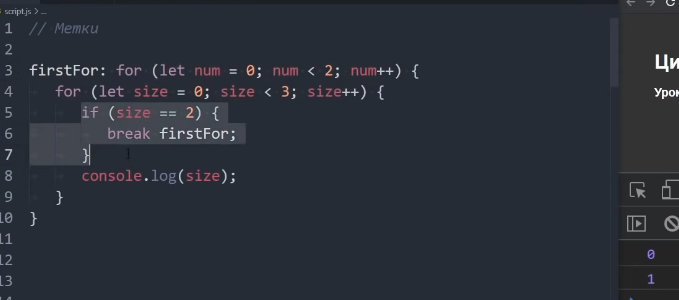 script.js > ...
1 // Метки
2
3 firstFor: for (let num = 0; num < 2; num++) {
4 for (let size = 0; size < 3; size++) {
5 if (size == 2) {
6 break firstFor;
7 }
8 console.log(size);
9 }
10 }
11
12
13
Ци
Урок
0
1